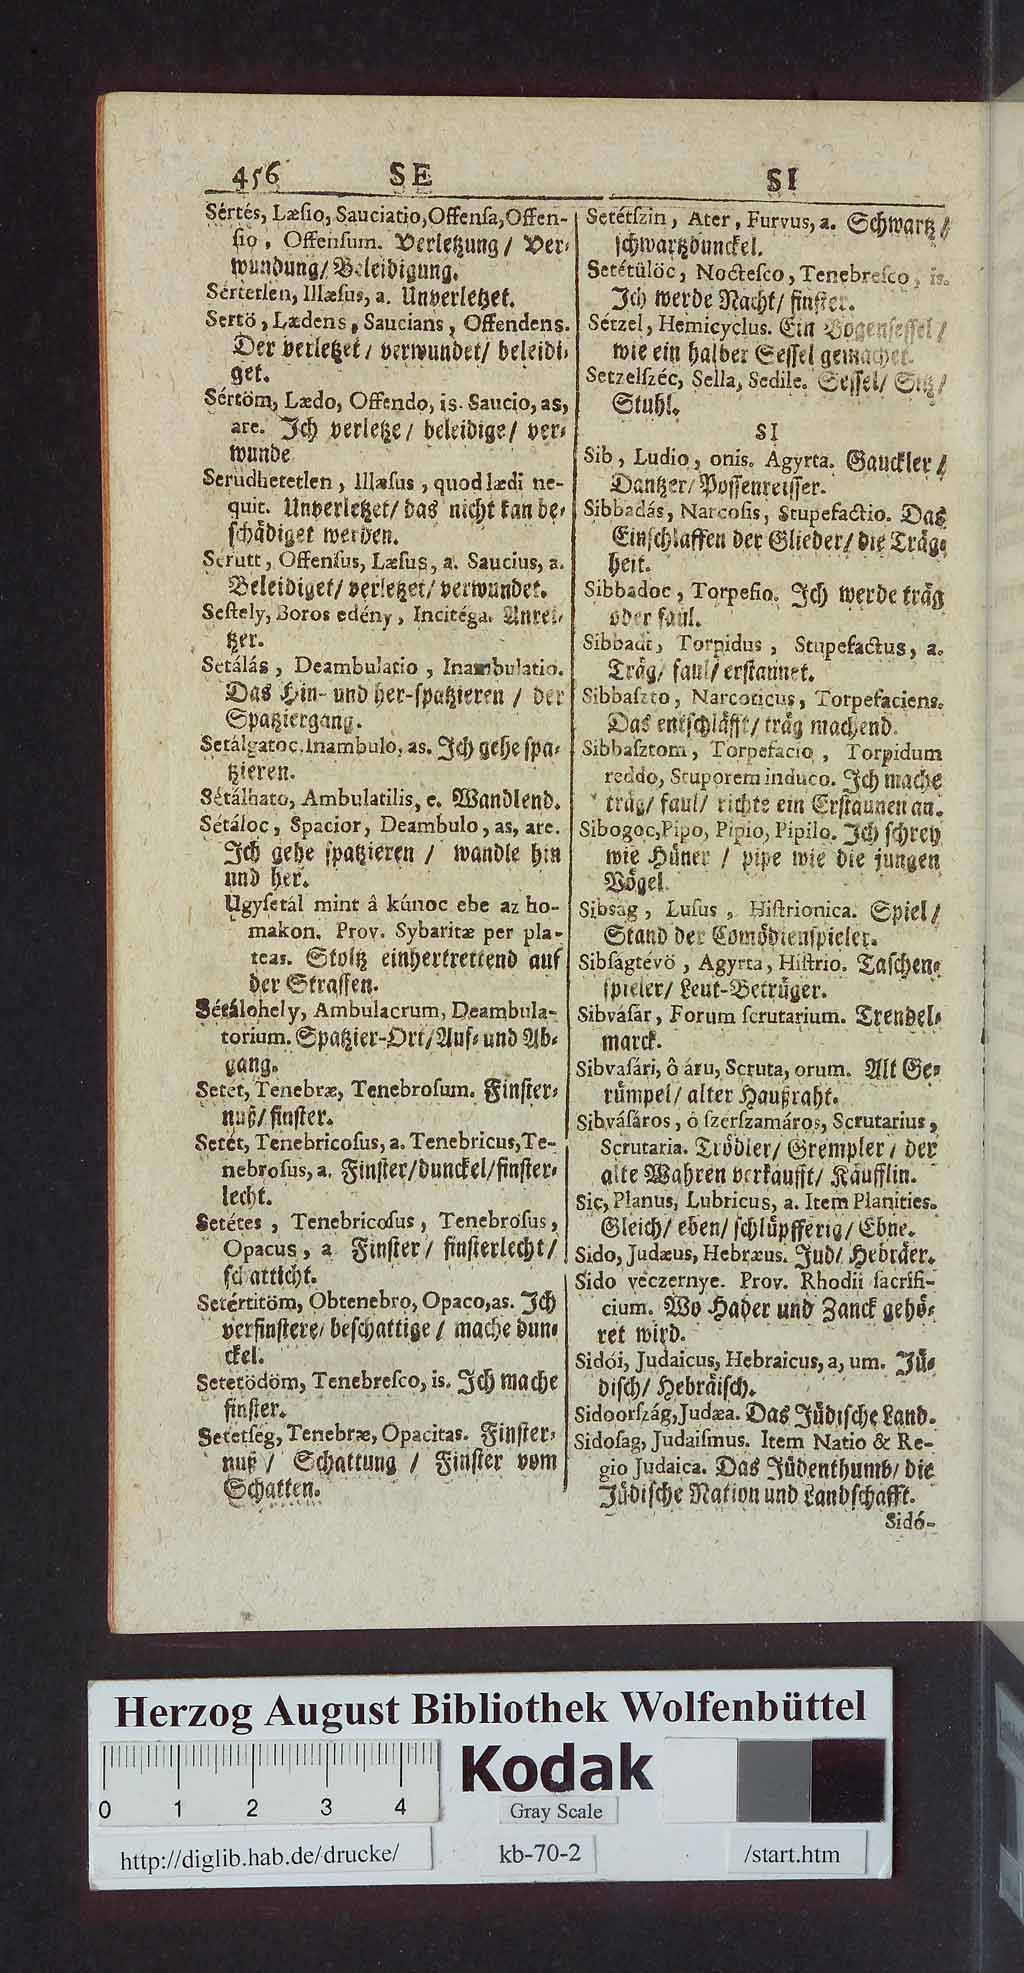 456 SE
SI
Sértés, Læſio, Sauciatio, Offenſa, Offen-
ſio, Offenſum. Verletzung/ Ver-
wundung/ Beleidigung.
Sértetlen, Illæſus, a. Unverletzet.
Sertö, Lædens, Saucians, Offendens.
Der verletzet/ verwundet/ beleidi-
get.
Sértöm, Lædo, Offendo, is. Saucio, as,
are. Ich verletze/ beleidige/ ver-
wunde
Serüdhetetlen, Illæſus, quod lædi ne-
quit. Unverletzet/ das nicht kan be-
ſchädiget werden.
Serutt, Offenſus, Læſus, a. Saucius, a.
Beleidiget/ verletzet/ verwundet.
Seſtely, Boros edény, Incitéga. Anrei-
tzer.
Setálás, Deambulatio, Inambulatio.
Das Hin- und her-ſpatzieren / der
Spatziergang.
Setálgatoc, Inambulo, as. Ich gehe ſpa-
tzieren.
Sétálhato, Ambulatilis, e. Wandlend.
Sétáloc, Spacior, Deambulo, as, are.
Ich gehe ſpatzieren / wandle hin
und her.
Ugyſetál mint â kúnoc ebe az ho-
makon. Prov. Sybaritæ per pla-
teas. Stoltz einhertrettend auf
der Straſſen.
Sétálohely, Ambulacrum, Deambula-
torium. Spatzier-Ort/ Auf- und Ab-
gang.
Setét, Tenebræ, Tenebroſum. Finſter-
nuß/ finſter.
Setét, Tenebricoſus, a. Tenebricus, Te-
nebroſus, a. Finſter/ dunckel/ finſter-
lecht.
Setétes, Tenebricoſus, Tenebroſus,
Opacus, a Finſter/ finſterlecht/
ſchatticht.
Setértitöm, Obtenebro, Opaco, as. Ich
verfinſtere/ beſchattige/ mache dun-
ckel.
Setetödöm, Tenebreſco, is. Ich mache
finſter.
Setetſég, Tenebræ, Opacitas. Finſter-
nuß / Schattung / Finſter vom
Schatten.
Setétſzin, Ater, Furvus, a. Schwartz/
ſchwartzdunckel.
Setétülöc, Nocteſco, Tenebreſco, is.
Ich werde Nacht/ finſter.
Sétzel, Hemicyclus. Ein Bogenſeſſel/
wie ein halber Seſſel gemachet.
Setzelſzéc, Sella, Sedile. Seſſel/ Sitz/
Stuhl.
SI
Sib, Ludio, onis. Agyrta. Gauckler/
Dantzer/ Poſſenreiſſer.
Sibbadás, Narcoſis, Stupefactio. Das
Einſchlaffen der Glieder/ die Träg-
heit.
Sibbadoc, Torpeſio. Ich werde träg
oder faul.
Sibbadt, Torpidus, Stupefactus, a.
Träg/ faul/ erſtaunet.
Sibbaſzto, Narcoticus, Torpefaciens.
Das entſchläfft/ träg machend.
Sibbaſztom, Torpefacio, Torpidum
reddo, Stuporem induco. Ich mache
träg/ faul/ richte ein Erſtaunen an.
Sibogoc, Pipo, Pipio, Pipilo. Ich ſchrey
wie Hüner / pipe wie die jungen
Vögel.
Sibság, Luſus, Hiſtrionica. Spiel/
Stand der Comödienſpieler.
Sibſagtévö, Agyrta, Hiſtrio. Taſchen-
ſpieler/ Leut-Betrüger.
Sibváſár, Forum ſcrutarium. Trendel-
marck.
Sibvaſári, ô áru, Scruta, orum. Alt Ge-
rümpel/ alter Haußraht.
Sibváſáros, ô ſzerſzamáros, Scrutarius,
Scrutaria. Trödler/ Grempler/ der
alte Wahren verkaufft/ Käufflin.
Sic, Planus, Lubricus, a. Item Planities.
Gleich/ eben/ ſchlüpfferig/ Ebne.
Sido, Judæus, Hebræus. Jud/ Hebräer.
Sido veczernye. Prov. Rhodii ſacrifi-
cium. Wo Hader und Zanck gehö-
ret wird.
Sidói, Judaicus, Hebraicus, a, um. Jü-
diſch/ Hebräiſch.
Sidoorſzág, Judæa. Das Jüdiſche Land.
Sidoſag, Judaiſmus. Item Natio & Re-
gio Judaica. Das Jüdenthumb/ die
Jüdiſche Nation und Landſchafft.
Sidó-
Herzog August Bibliothek Wolfenbüttel
Kodak
0 1 2 3 4
Gray Scale
http://diglib.hab.de/drucke/ kb-70-2 /start.htm